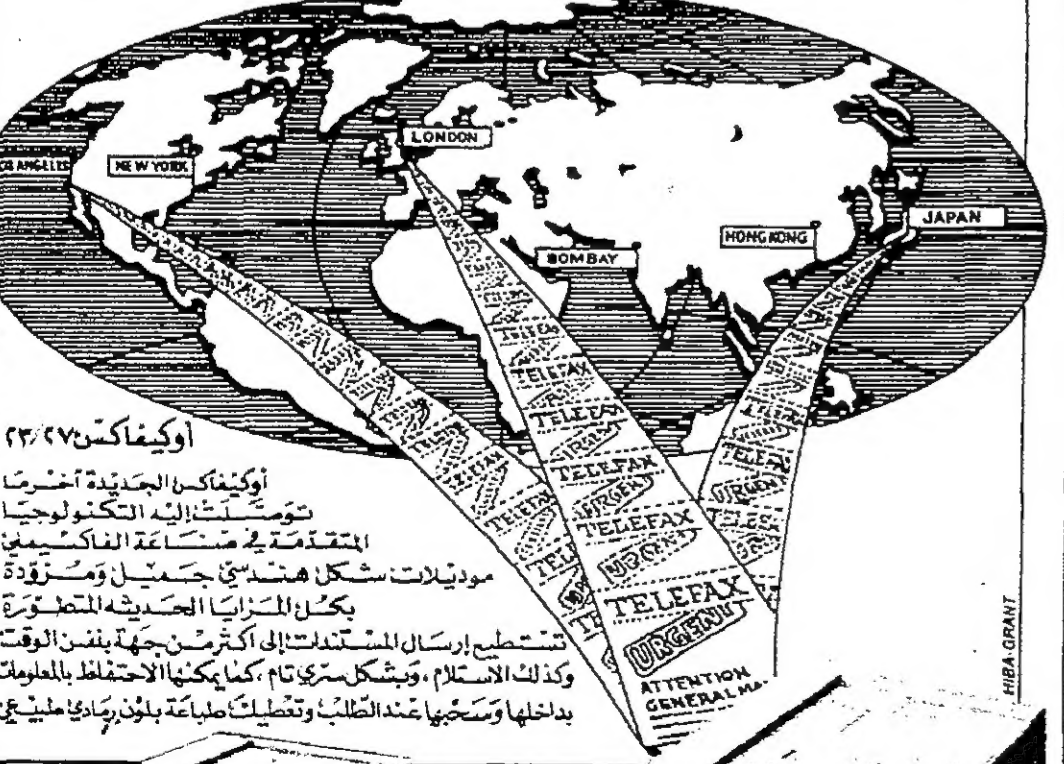 LONDON
LOS ANGELES
NEW YORK
JAPAN
HONG KONG
BOMBAY
أوكيفاكس ٢٣/٢٧
أوكيفاكس الجديدة آخر ما
توصلت إليه التكنولوجيا
المتقدمة في صناعة الفاكسيميلي
موديلات شكل هندسي جميل ومزودة
بكل المزايا الحديثه المتطورة
تستطيع إرسال المستندات إلى أكثر من جهة بنفس الوقت
وكذلك الاستلام، وبشكل سري تام، كما يمكنها الاحتفاظ بالمعلومات
بداخلها وسحبها عند الطلب وتعطيك طباعة بلون رمادي طبيعي
TELEFAX
URGENT
TELEFAX
URGENT
TELEFAX
URGENT
TELEFAX
URGENT
ATTENTION
GENERAL MA
HIBA-GRANT